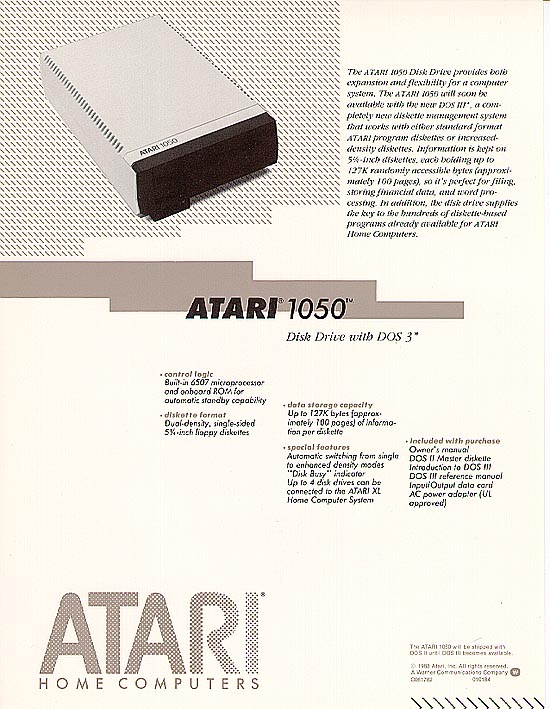 ATARI 1050
The ATARI 1050 Disk Drive provides both
expansion and flexibility for a computer
system. The ATARI 1050 will soon be
available with the new DOS III*, a com-
pletely new diskette management system
that works with either standard format
ATARI program diskettes or increased-
density diskettes. Information is kept on
5¼-inch diskettes, each holding up to
127K randomly accessible bytes (approxi-
mately 100 pages), so it's perfect for filing,
storing financial data, and word pro-
cessing. In addition, the disk drive supplies
the key to the hundreds of diskette-based
programs already available for ATARI
Home Computers.
ATARI® 1050™
Disk Drive with DOS 3*
• control logic
Built-in 6507 microprocessor
and onboard ROM for
automatic standby capability
• diskette format
Dual-density, single-sided
5¼-inch floppy diskettes
• data storage capacity
Up to 127K bytes (approx-
imately 100 pages) of informa-
tion per diskette
• special features
Automatic switching from single
to enhanced density modes
"Disk Busy" indicator
Up to 4 disk drives can be
connected to the ATARI XL
Home Computer System
• included with purchase
Owner's manual
DOS II Master diskette
Introduction to DOS III
DOS III reference manual
Input/Output data cord
AC power adapter (UL
approved)
ATARI®
HOME COMPUTERS
The ATARI 1050 will be shipped with
DOS II until DOS III becomes available.
© 1983 Atari, Inc. All rights reserved.
A Warner Communications Company
C061782 010184